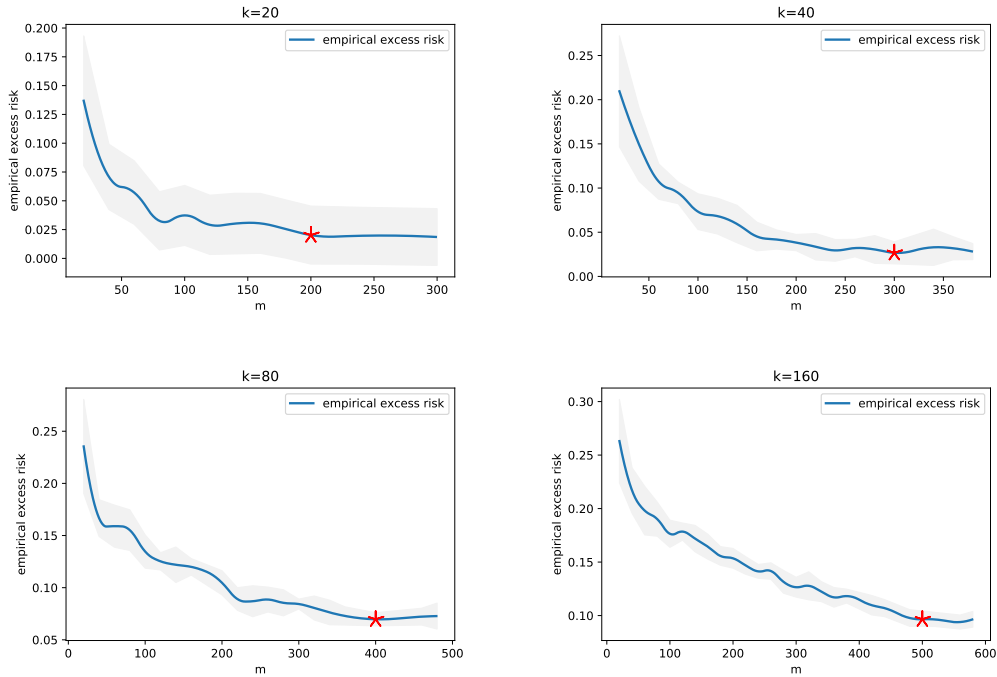 k=20
empirical excess risk
empirical excess risk
0.200
0.175
0.150
0.125
0.100
0.075
0.050
0.025
0.000
50 100 150 200 250 300
m
k=40
empirical excess risk
empirical excess risk
0.25
0.20
0.15
0.10
0.05
0.00
50 100 150 200 250 300 350
m
k=80
empirical excess risk
empirical excess risk
0.25
0.20
0.15
0.10
0.05
0 100 200 300 400 500
m
k=160
empirical excess risk
empirical excess risk
0.30
0.25
0.20
0.15
0.10
0 100 200 300 400 500 600
m